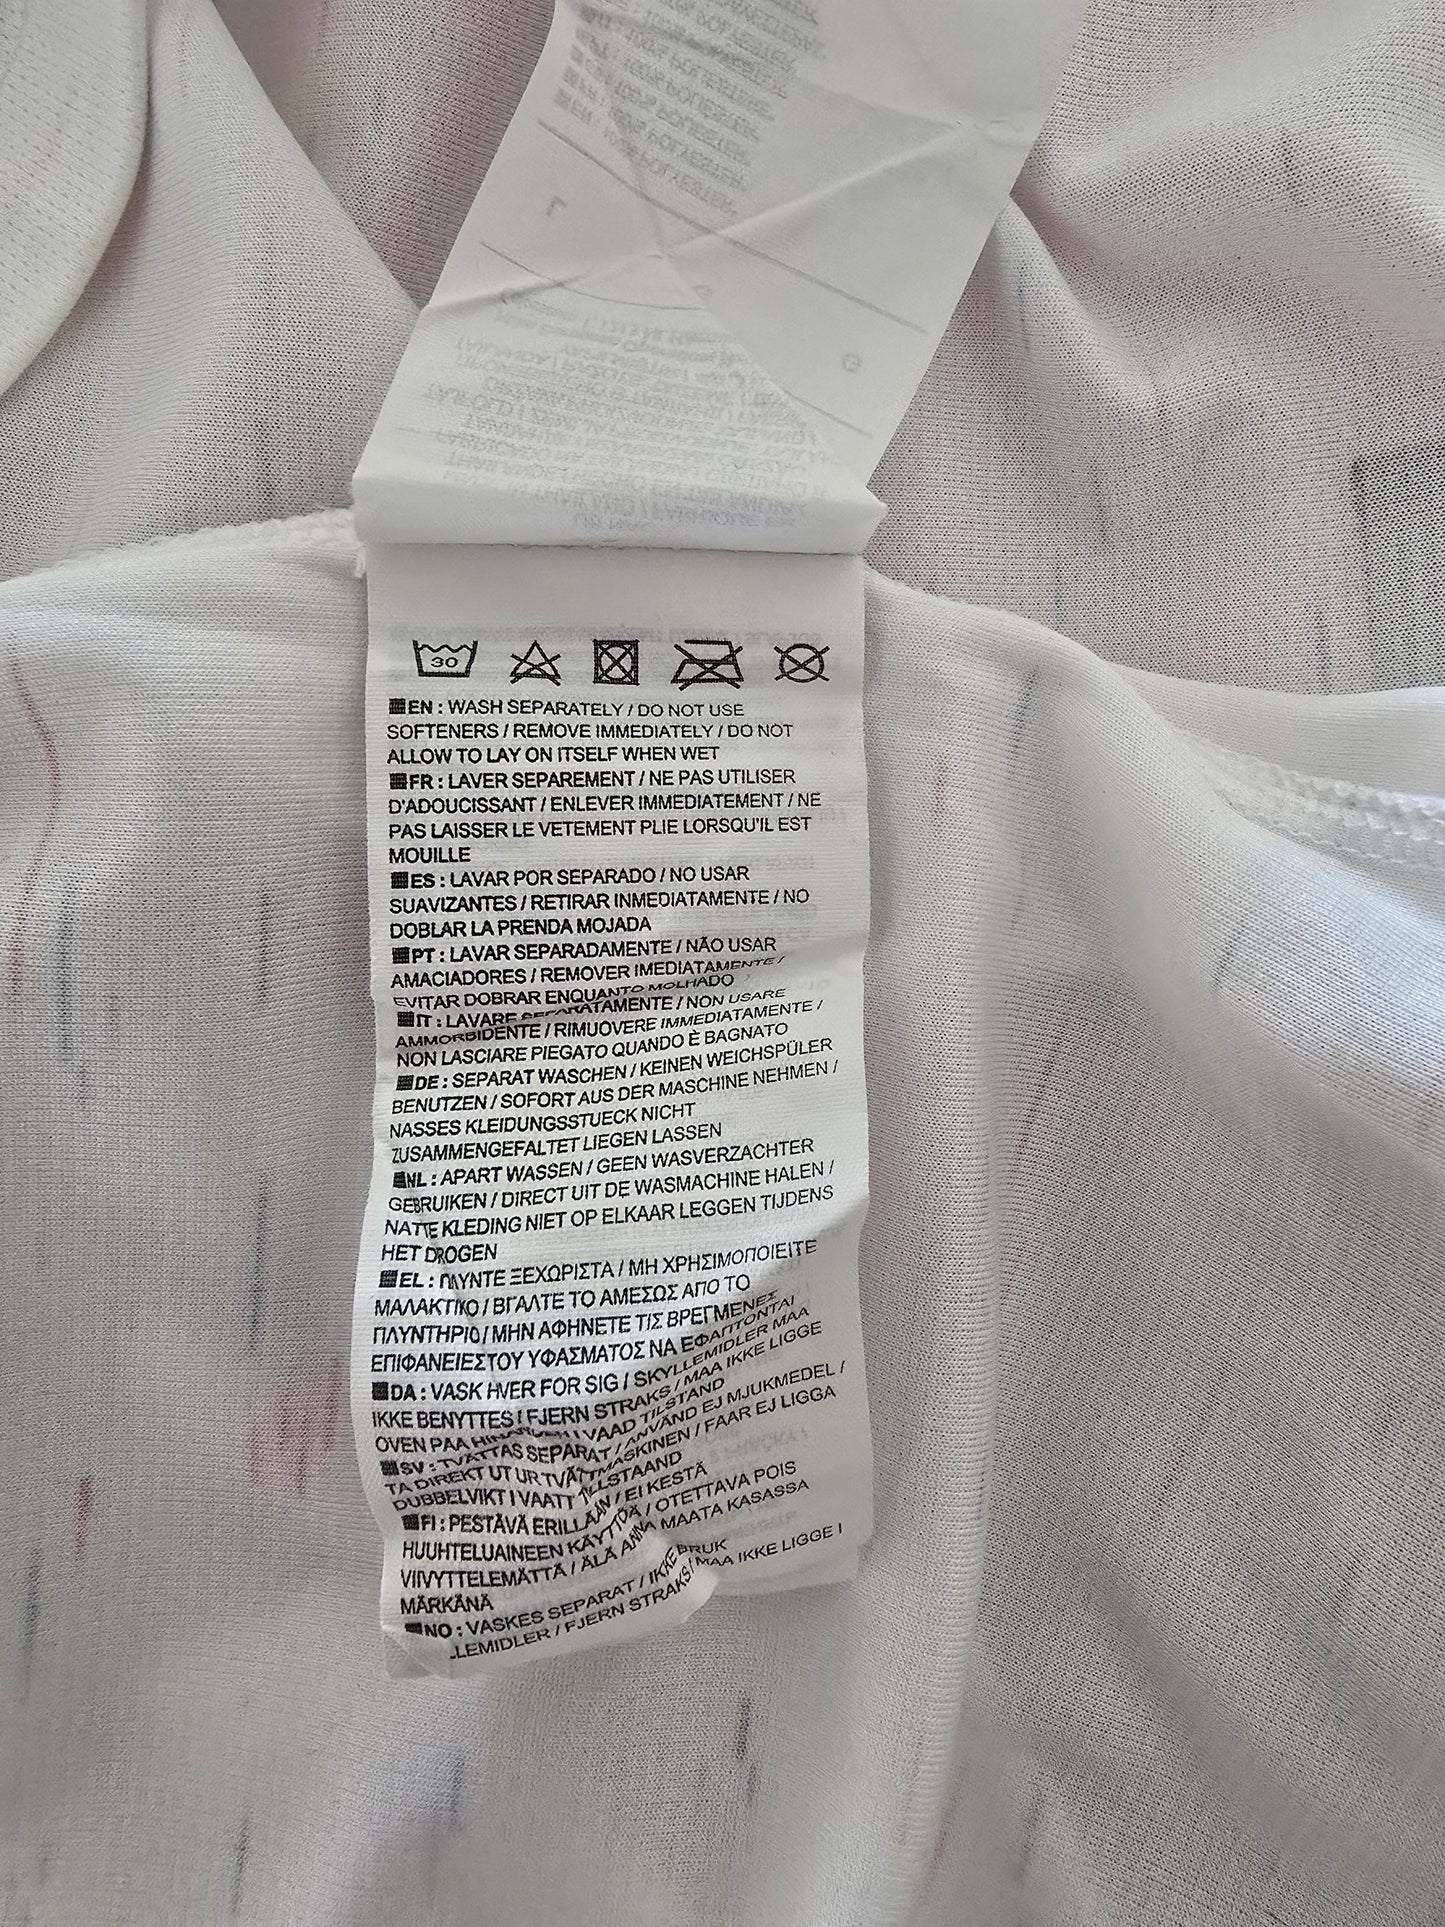 30
EN : WASH SEPARATELY / DO NOT USE
SOFTENERS / REMOVE IMMEDIATELY / DO NOT
ALLOW TO LAY ON ITSELF WHEN WET
FR : LAVER SEPAREMENT / NE PAS UTILISER
D'ADOUCISSANT / ENLEVER IMMEDIATEMENT / NE
PAS LAISSER LE VETEMENT PLIE LORSQU'IL EST
MOUILLE
ES : LAVAR POR SEPARADO / NO USAR
SUAVIZANTES / RETIRAR INMEDIATAMENTE / NO
DOBLAR LA PRENDA MOJADA
PT : LAVAR SEPARADAMENTE / NÃO USAR
AMACIADORES / REMOVER IMEDIATAMENTE /
EVITAR DOBRAR ENQUANTO MOLHADO
IT : LAVARE SEPARATAMENTE / NON USARE
AMMORBIDENTE / RIMUOVERE IMMEDIATAMENTE /
NON LASCIARE PIEGATO QUANDO È BAGNATO
DE : SEPARAT WASCHEN / KEINEN WEICHSPÜLER
BENUTZEN / SOFORT AUS DER MASCHINE NEHMEN /
NASSES KLEIDUNGSSTUECK NICHT
ZUSAMMENGEFALTET LIEGEN LASSEN
NL : APART WASSEN / GEEN WASVERZACHTER
GEBRUIKEN / DIRECT UIT DE WASMACHINE HALEN /
NATTE KLEDING NIET OP ELKAAR LEGGEN TIJDENS
HET DROGEN
EL : ΠΛΥΝΤΕ ΞΕΧΩΡΙΣΤΑ / ΜΗ ΧΡΗΣΙΜΟΠΟΙΕΙΤΕ
ΜΑΛΑΚΤΙΚΟ / ΒΓΑΛΤΕ ΤΟ ΑΜΕΣΩΣ ΑΠΟ ΤΟ
ΠΛΥΝΤΗΡΙΟ / ΜΗΝ ΑΦΗΝΕΤΕ ΤΙΣ ΒΡΕΓΜΕΝΕΣ
ΕΠΙΦΑΝΕΙΕΣΤΟΥ ΥΦΑΣΜΑΤΟΣ ΝΑ ΕΦΑΠΤΟΝΤΑΙ
DA : VASK HVER FOR SIG / SKYLLEMIDLER MAA
IKKE BENYTTES / FJERN STRAKS / MAA IKKE LIGGE
OVEN PAA HINANDEN I VAAD TILSTAND
SV : TVÄTTAS SEPARAT / ANVÄND EJ MJUKMEDEL /
TA DIREKT UT UR TVÄTTMASKINEN / FAAR EJ LIGGA
DUBBELVIKT I VAATT TILLSTAAND
FI : PESTÄVÄ ERILLÄÄN / EI KESTÄ
HUUHTELUAINEEN KÄYTTÖÄ / OTETTAVA POIS
VIIVYTTELEMÄTTÄ / ÄLÄ ANNA MAATA KASASSA
MÄRKÄNÄ
NO : VASKES SEPARAT / IKKE BRUK
LLEMIDLER / FJERN STRAKS / MAA IKKE LIGGE I